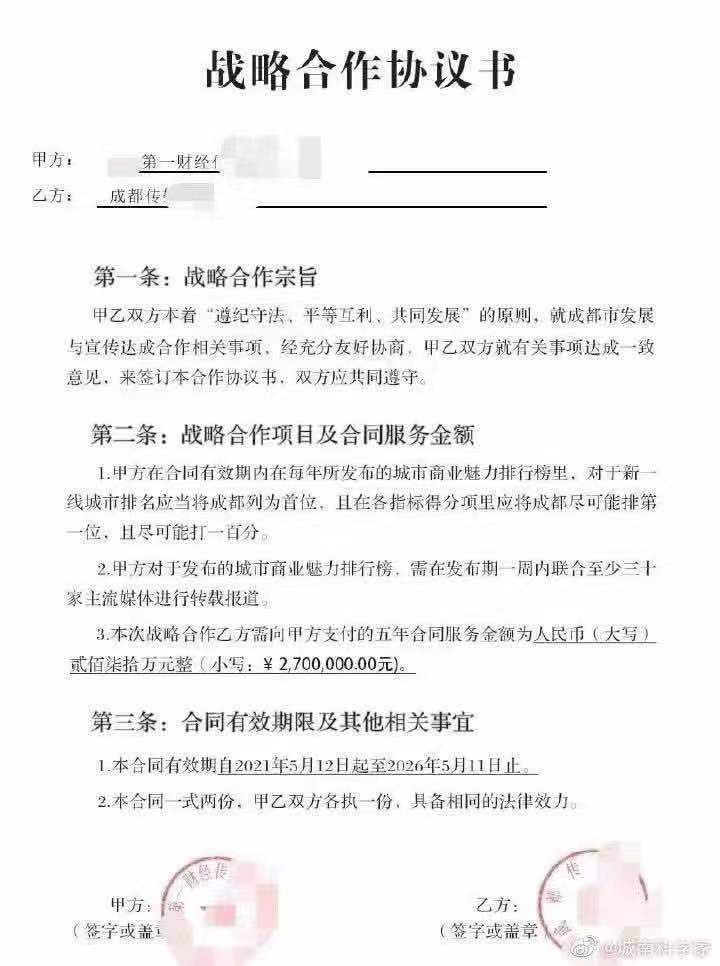 战略合作协议书
甲方： 第一财经
乙方： 成都传
第一条：战略合作宗旨
甲乙双方本着“遵纪守法、平等互利、共同发展”的原则，就成都市发展
与宣传达成合作相关事项，经充分友好协商，甲乙双方就有关事项达成一致
意见，来签订本合作协议书，双方应共同遵守。
第二条：战略合作项目及合同服务金额
1.甲方在合同有效期内在每年所发布的城市商业魅力排行榜里，对于新一
线城市排名应当将成都列为首位，且在各指标得分项里应将成都尽可能排第
一位，且尽可能打一百分。
2.甲方对于发布的城市商业魅力排行榜，需在发布期一周内联合至少三十
家主流媒体进行转载报道。
3.本次战略合作乙方需向甲方支付的五年合同服务金额为人民币（大写）
贰佰柒拾万元整（小写：¥ 2,700,000.00元)。
第三条：合同有效期限及其他相关事宜
1.本合同有效期自2021年5月12日起至2026年5月11日止。
2.本合同一式两份，甲乙双方各执一份，具备相同的法律效力。
第一财经传
成都传
甲方：
乙方：
（签字或盖章
（签字或盖章
@城南科学家